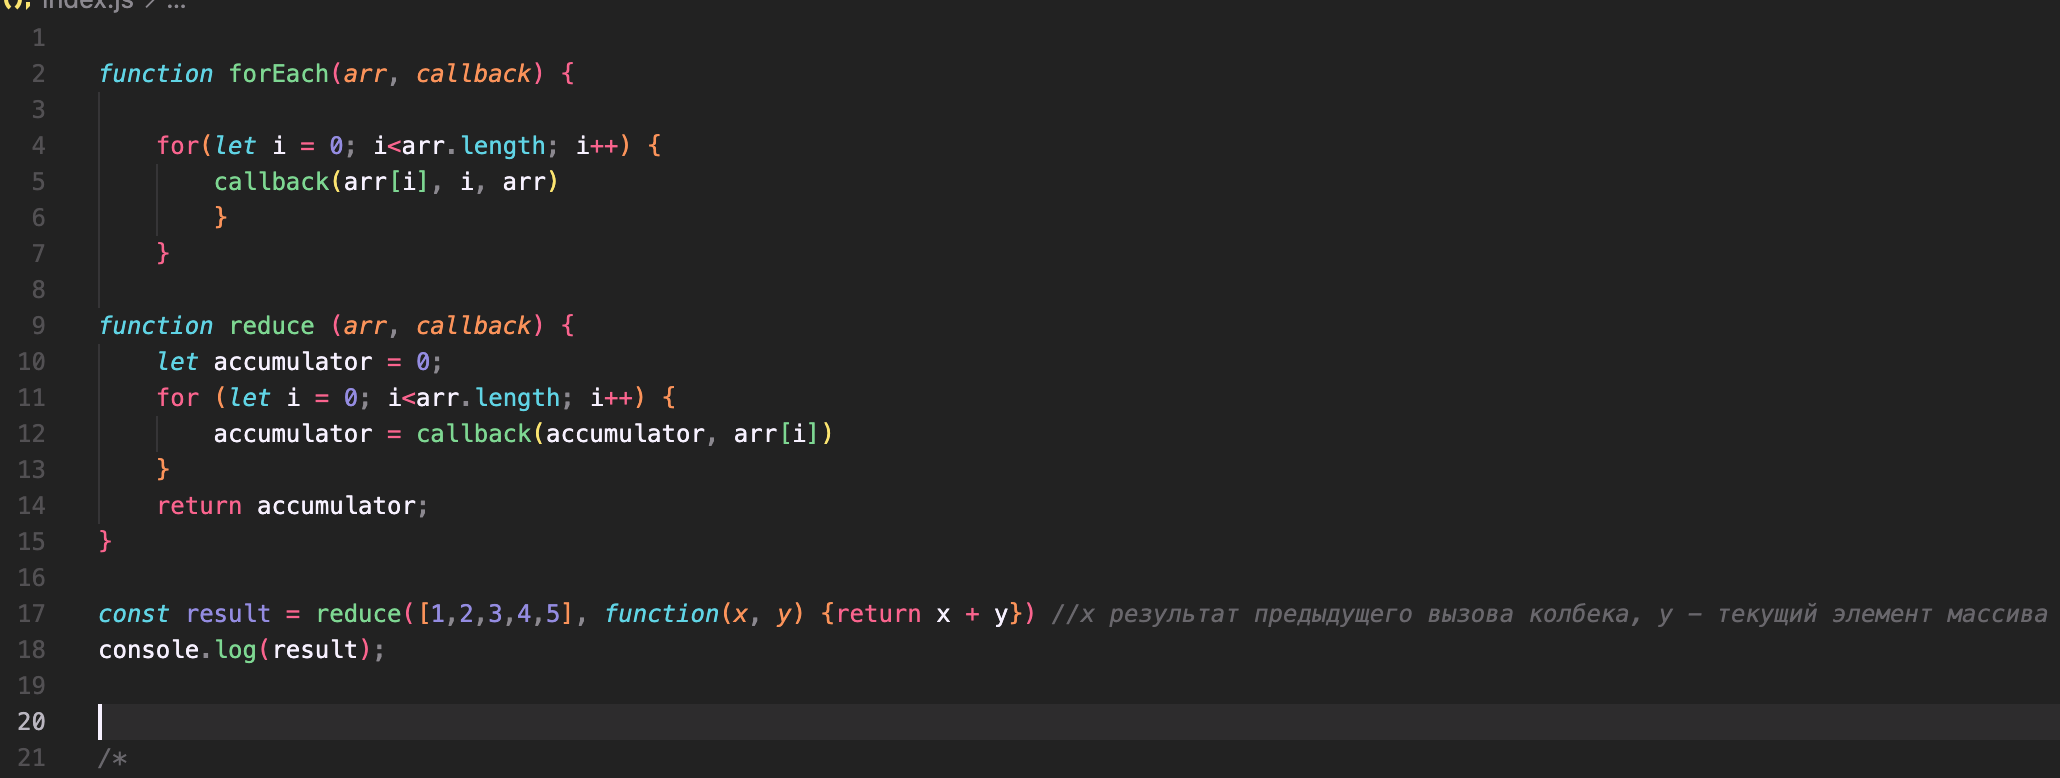 index.js > ...
1
2 function forEach(arr, callback) {
3
4 for(let i = 0; i<arr.length; i++) {
5 callback(arr[i], i, arr)
6 }
7 }
8
9 function reduce (arr, callback) {
10 let accumulator = 0;
11 for (let i = 0; i<arr.length; i++) {
12 accumulator = callback(accumulator, arr[i])
13 }
14 return accumulator;
15 }
16
17 const result = reduce([1,2,3,4,5], function(x, y) {return x + y}) //x результат предыдущего вызова колбека, y - текущий элемент массива
18 console.log(result);
19
20
21 /*